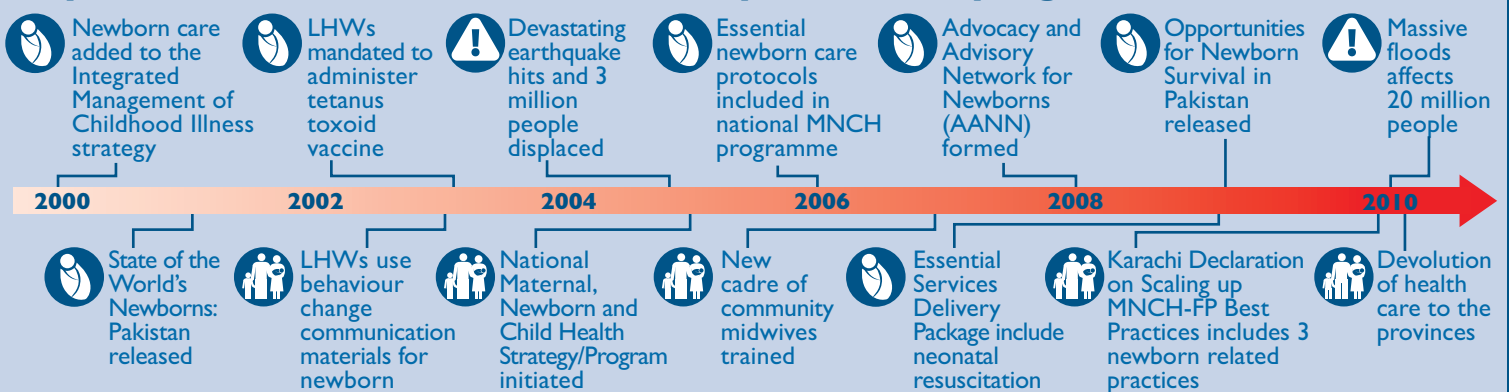 Newborn care
added to the
Integrated
Management of
Childhood Illness
strategy
LHWs
mandated to
administer
tetanus
toxoid
vaccine
Devastating
earthquake
hits and 3
million
people
displaced
Essential
newborn care
protocols
included in
national MNCH
programme
Advocacy and
Advisory
Network for
Newborns
(AANN)
formed
Opportunities
for Newborn
Survival in
Pakistan
released
Massive
floods
affects
20 million
people
2000 2002 2004 2006 2008 2010
State of the
World's
Newborns:
Pakistan
released
LHWs use
behaviour
change
communication
materials for
newborn
National
Maternal,
Newborn and
Child Health
Strategy/Program
initiated
New
cadre of
community
midwives
trained
Essential
Services
Delivery
Package include
neonatal
resuscitation
Karachi Declaration
on Scaling up
MNCH-FP Best
Practices includes 3
newborn related
practices
Devolution
of health
care to the
provinces